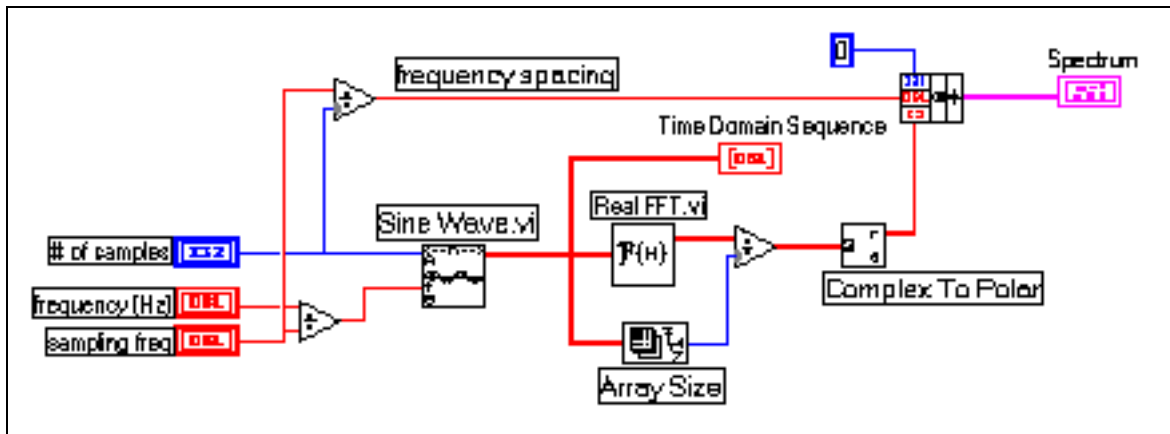 0
Spectrum
frequency spacing
Time Domain Sequence
[DBL]
Sine Wave.vi
Real FFT.vi
# of samples
I32
F{H}
frequency (Hz)
DBL
sampling freq
DBL
Complex To Polar
Array Size